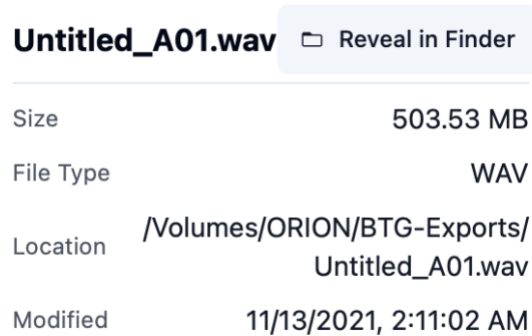 Untitled_A01.wav Reveal in Finder
Size 503.53 MB
File Type WAV
Location /Volumes/ORION/BTG-Exports/
Untitled_A01.wav
Modified 11/13/2021, 2:11:02 AM